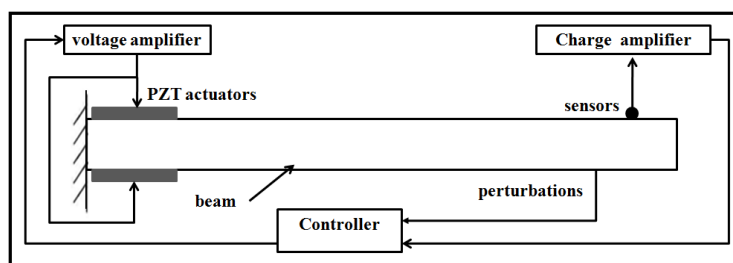 voltage amplifier
Charge amplifier
PZT actuators
sensors
beam
perturbations
Controller